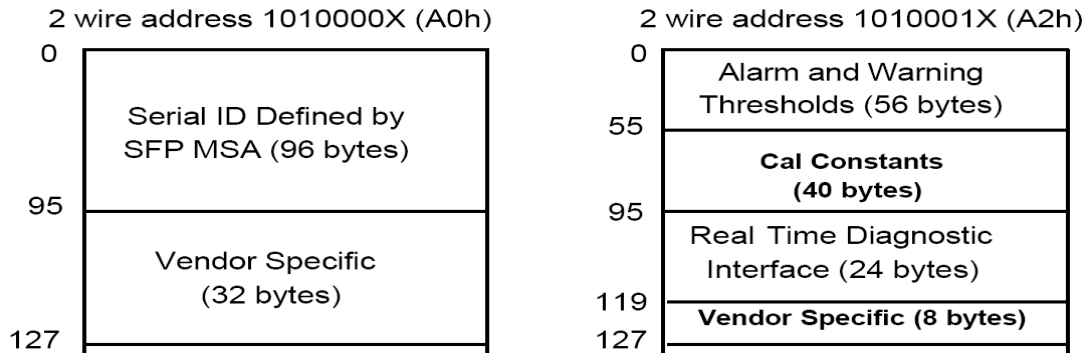 2 wire address 1010000X (A0h)
0
Serial ID Defined by
SFP MSA (96 bytes)
95
Vendor Specific
(32 bytes)
127
2 wire address 1010001X (A2h)
0
Alarm and Warning
Thresholds (56 bytes)
55
Cal Constants
(40 bytes)
95
Real Time Diagnostic
Interface (24 bytes)
119
Vendor Specific (8 bytes)
127